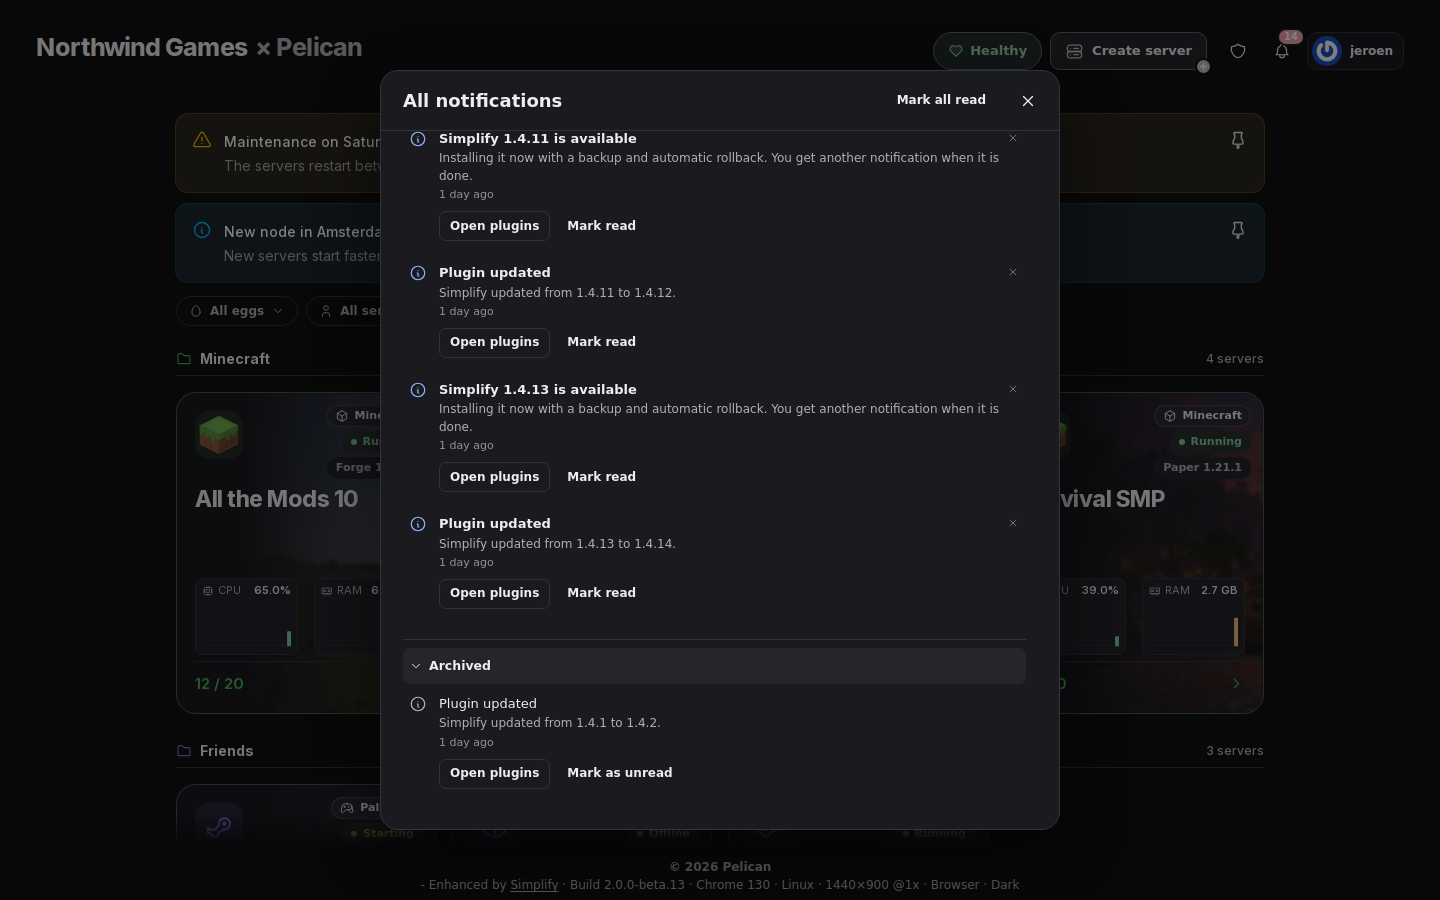 Northwind Games × Pelican
Healthy
Create server
14
jeroen
All notifications
Mark all read
Maintenance on Satur
The servers restart betw
New node in Amsterda
New servers start faster
All eggs
All ser
Minecraft
4 servers
Simplify 1.4.11 is available
Installing it now with a backup and automatic rollback. You get another notification when it is
done.
1 day ago
Open plugins
Mark read
Plugin updated
Simplify updated from 1.4.11 to 1.4.12.
1 day ago
Open plugins
Mark read
Simplify 1.4.13 is available
Installing it now with a backup and automatic rollback. You get another notification when it is
done.
1 day ago
Open plugins
Mark read
Plugin updated
Simplify updated from 1.4.13 to 1.4.14.
1 day ago
Open plugins
Mark read
Archived
Plugin updated
Simplify updated from 1.4.1 to 1.4.2.
1 day ago
Open plugins
Mark as unread
Mine
Ru
Forge 1
All the Mods 10
CPU 65.0%
RAM 6
12 / 20
Minecraft
Running
Paper 1.21.1
vival SMP
U 39.0%
RAM 2.7 GB
0
Friends
3 servers
Pal
Starting
Offline
Running
© 2026 Pelican
- Enhanced by Simplify · Build 2.0.0-beta.13 · Chrome 130 · Linux · 1440×900 @1x · Browser · Dark